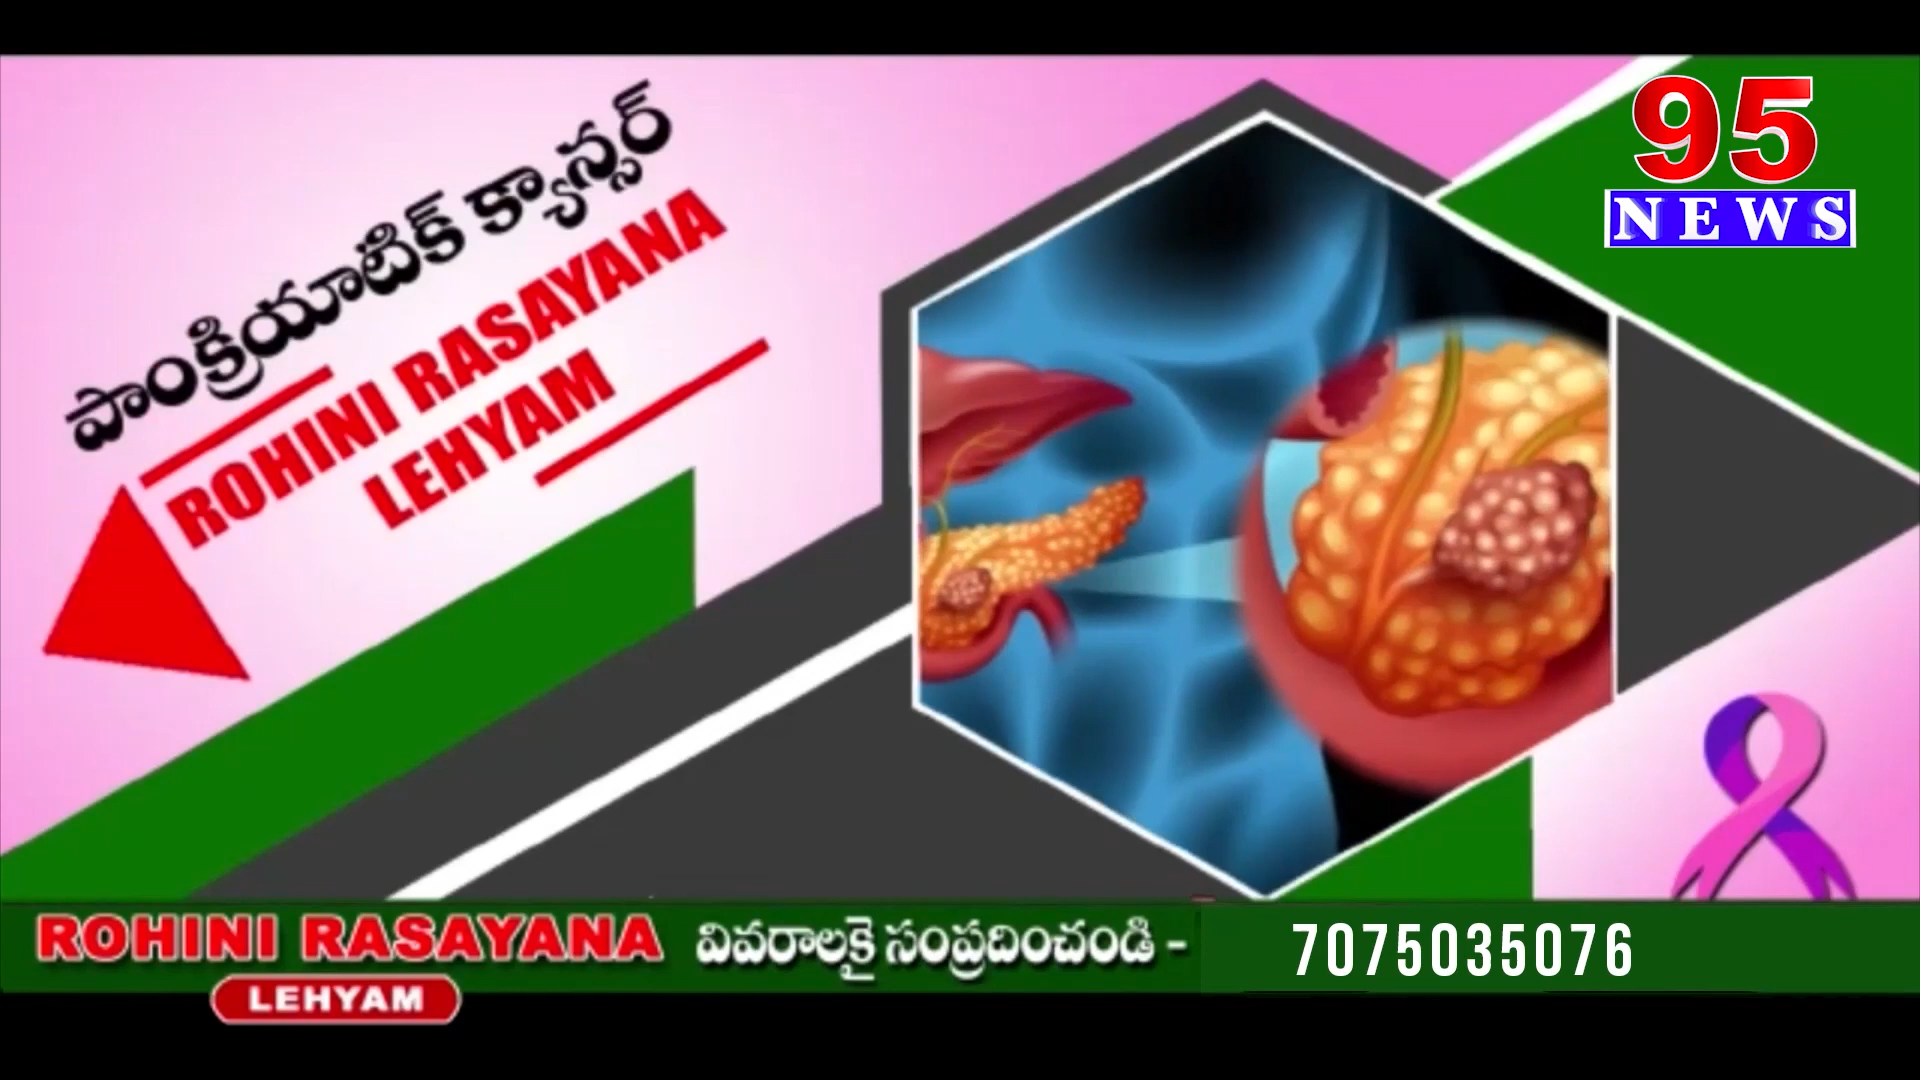 పాంక్రియాటిక్ క్యాన్సర్
ROHINI RASAYANA
LEHYAM
95
NEWS
ROHINI RASAYANA
LEHYAM
వివరాలకై సంప్రదించండి -
7075035076